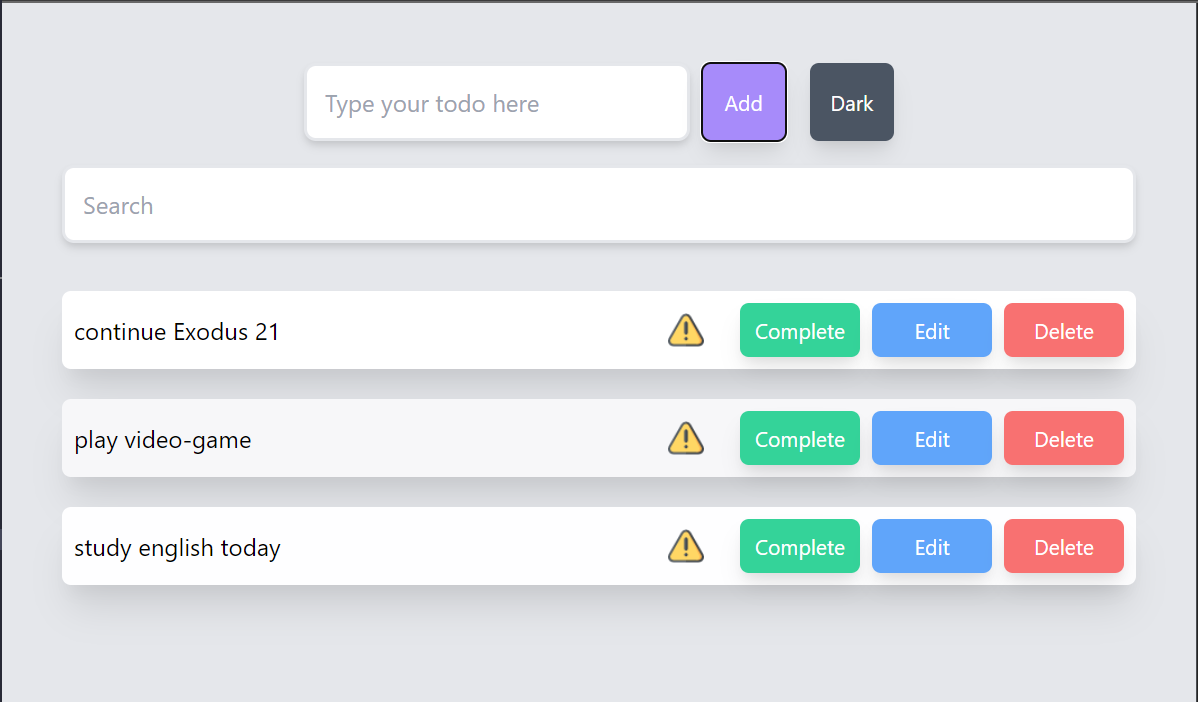 Type your todo here Add Dark
Search
continue Exodus 21 Complete Edit Delete
play video-game Complete Edit Delete
study english today Complete Edit Delete